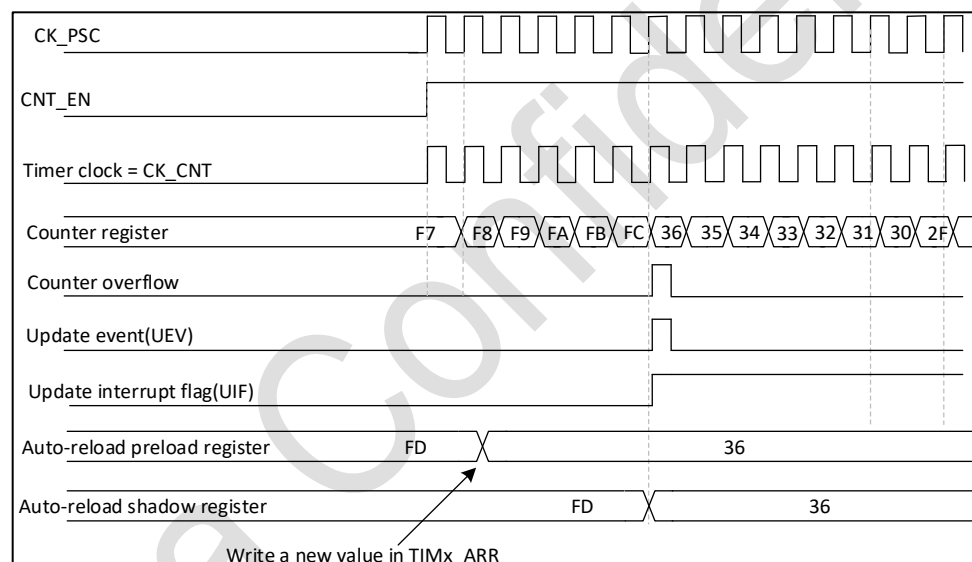 CK_PSC
CNT_EN
Timer clock = CK_CNT
Counter register F7 F8 F9 FA FB FC 36 35 34 33 32 31 30 2F
Counter overflow
Update event(UEV)
Update interrupt flag(UIF)
Auto-reload preload register FD 36
Auto-reload shadow register FD 36
Write a new value in TIMx_ARR